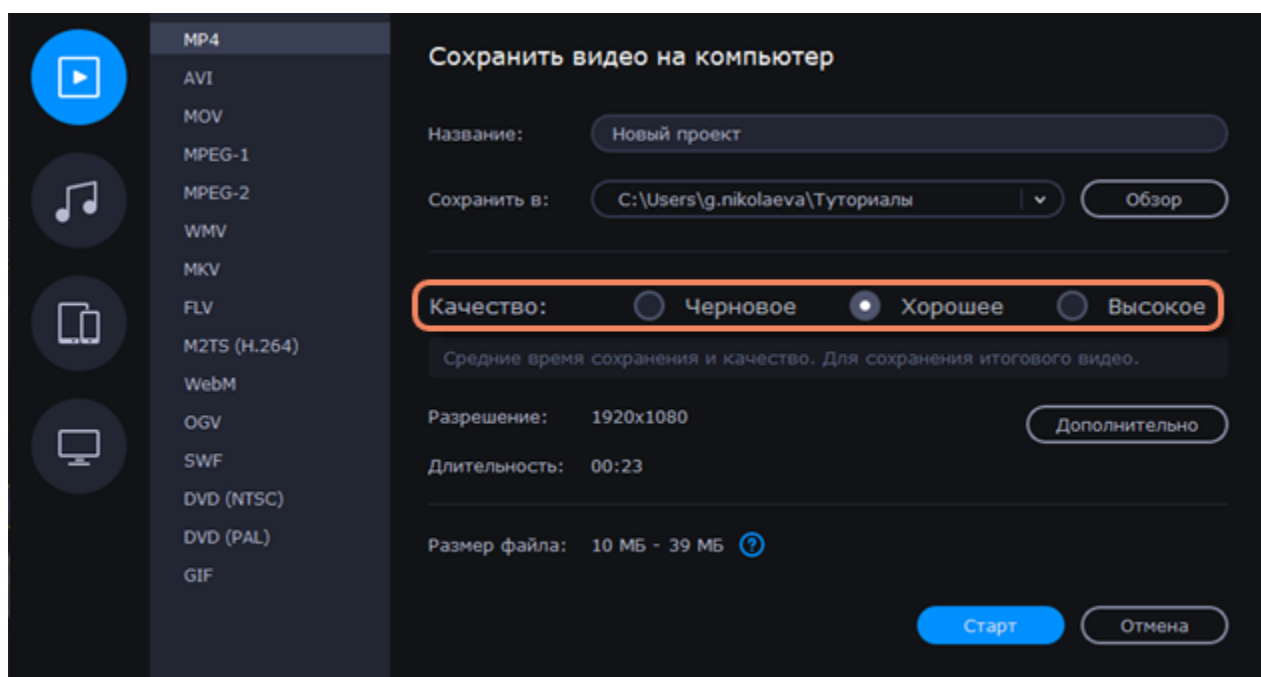 MP4
AVI
MOV
MPEG-1
MPEG-2
WMV
MKV
FLV
M2TS (H.264)
WebM
OGV
SWF
DVD (NTSC)
DVD (PAL)
GIF
Сохранить видео на компьютер
Название: Новый проект
Сохранить в: C:\Users\g.nikolaeva\Туториалы Обзор
Качество: Черновое Хорошее Высокое
Средние время сохранения и качество. Для сохранения итогового видео.
Разрешение: 1920x1080 Дополнительно
Длительность: 00:23
Размер файла: 10 МБ - 39 МБ ?
Старт Отмена